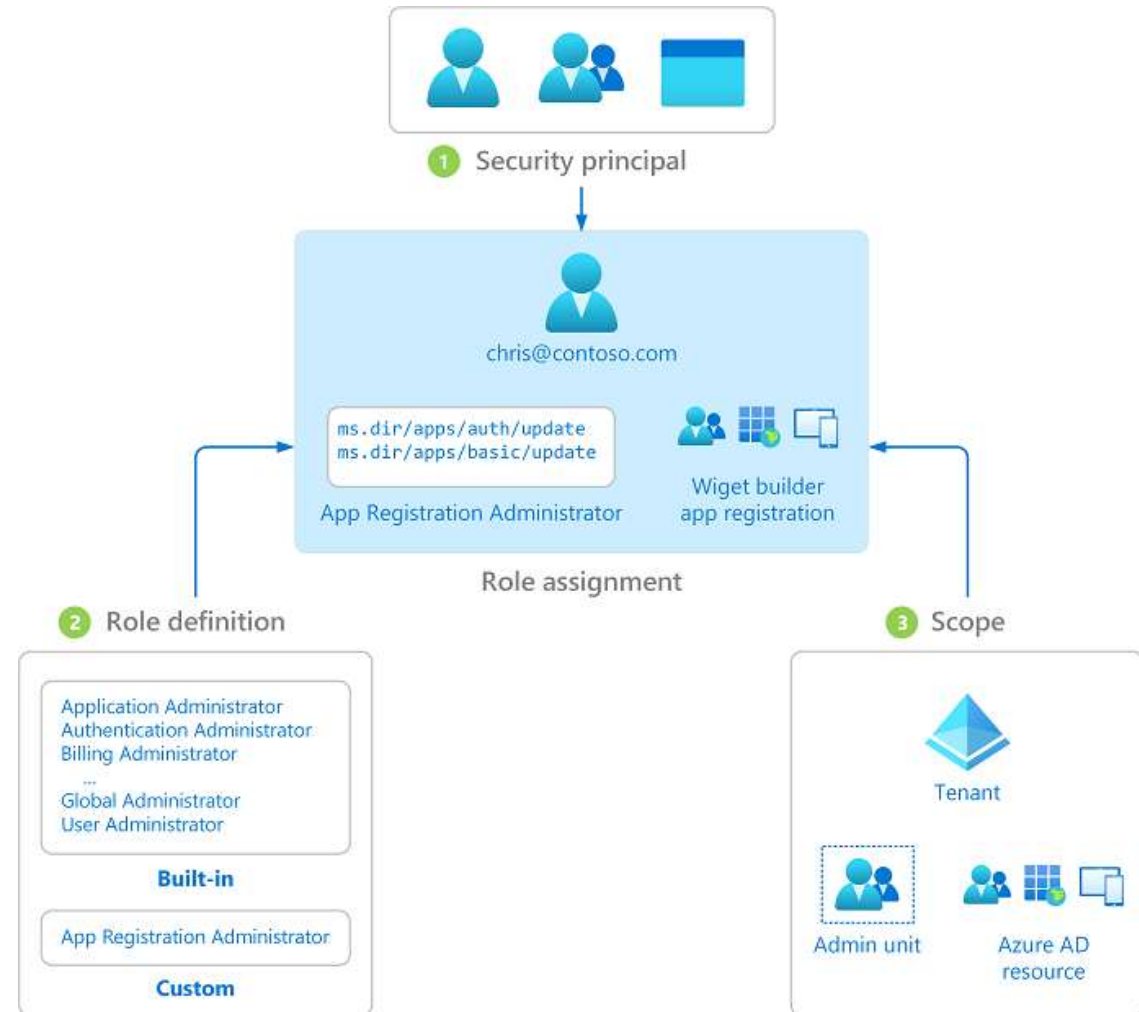 1 Security principal
chris@contoso.com
ms.dir/apps/auth/update
ms.dir/apps/basic/update
App Registration Administrator
Wiget builder
app registration
Role assignment
2 Role definition
Application Administrator
Authentication Administrator
Billing Administrator
...
Global Administrator
User Administrator
Built-in
App Registration Administrator
Custom
3 Scope
Tenant
Admin unit
Azure AD
resource